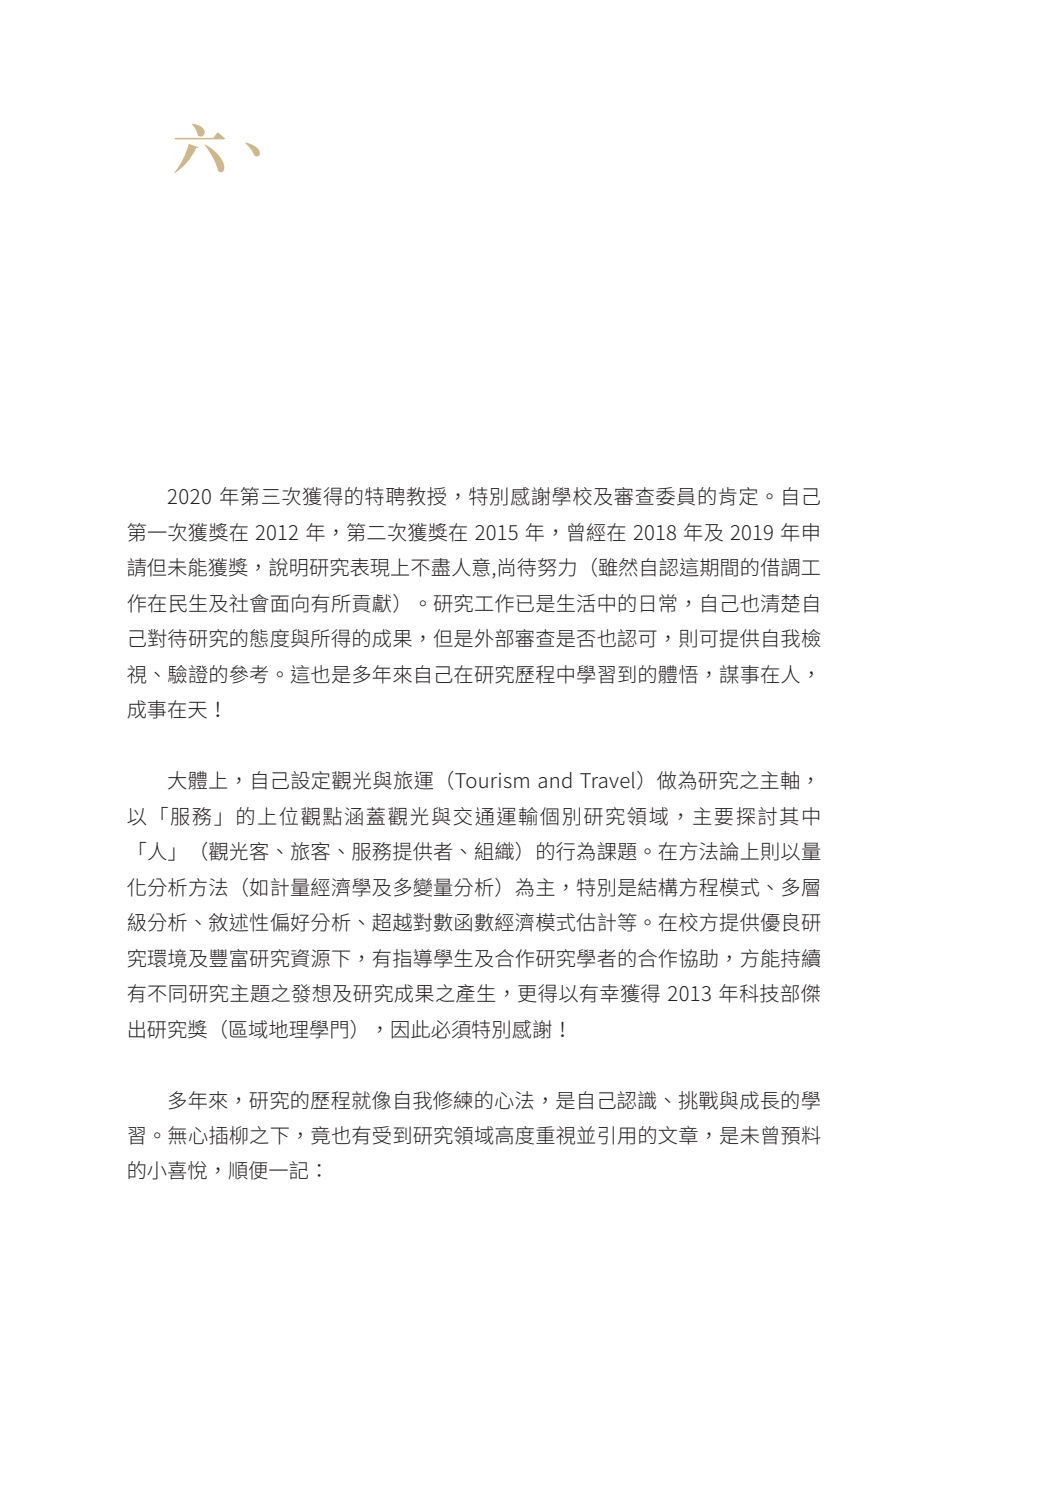 六、
2020 年第三次獲得的特聘教授，特別感謝學校及審查委員的肯定。自己
第一次獲獎在 2012 年，第二次獲獎在 2015 年，曾經在 2018 年及 2019 年申
請但未能獲獎，說明研究表現上不盡人意,尚待努力（雖然自認這期間的借調工
作在民生及社會面向有所貢獻）。研究工作已是生活中的日常，自己也清楚自
己對待研究的態度與所得的成果，但是外部審查是否也認可，則可提供自我檢
視、驗證的參考。這也是多年來自己在研究歷程中學習到的體悟，謀事在人，
成事在天！
大體上，自己設定觀光與旅運（Tourism and Travel）做為研究之主軸，
以「服務」的上位觀點涵蓋觀光與交通運輸個別研究領域，主要探討其中
「人」（觀光客、旅客、服務提供者、組織）的行為課題。在方法論上則以量
化分析方法（如計量經濟學及多變量分析）為主，特別是結構方程模式、多層
級分析、敘述性偏好分析、超越對數函數經濟模式估計等。在校方提供優良研
究環境及豐富研究資源下，有指導學生及合作研究學者的合作協助，方能持續
有不同研究主題之發想及研究成果之產生，更得以有幸獲得 2013 年科技部傑
出研究獎（區域地理學門），因此必須特別感謝！
多年來，研究的歷程就像自我修練的心法，是自己認識、挑戰與成長的學
習。無心插柳之下，竟也有受到研究領域高度重視並引用的文章，是未曾預料
的小喜悅，順便一記：